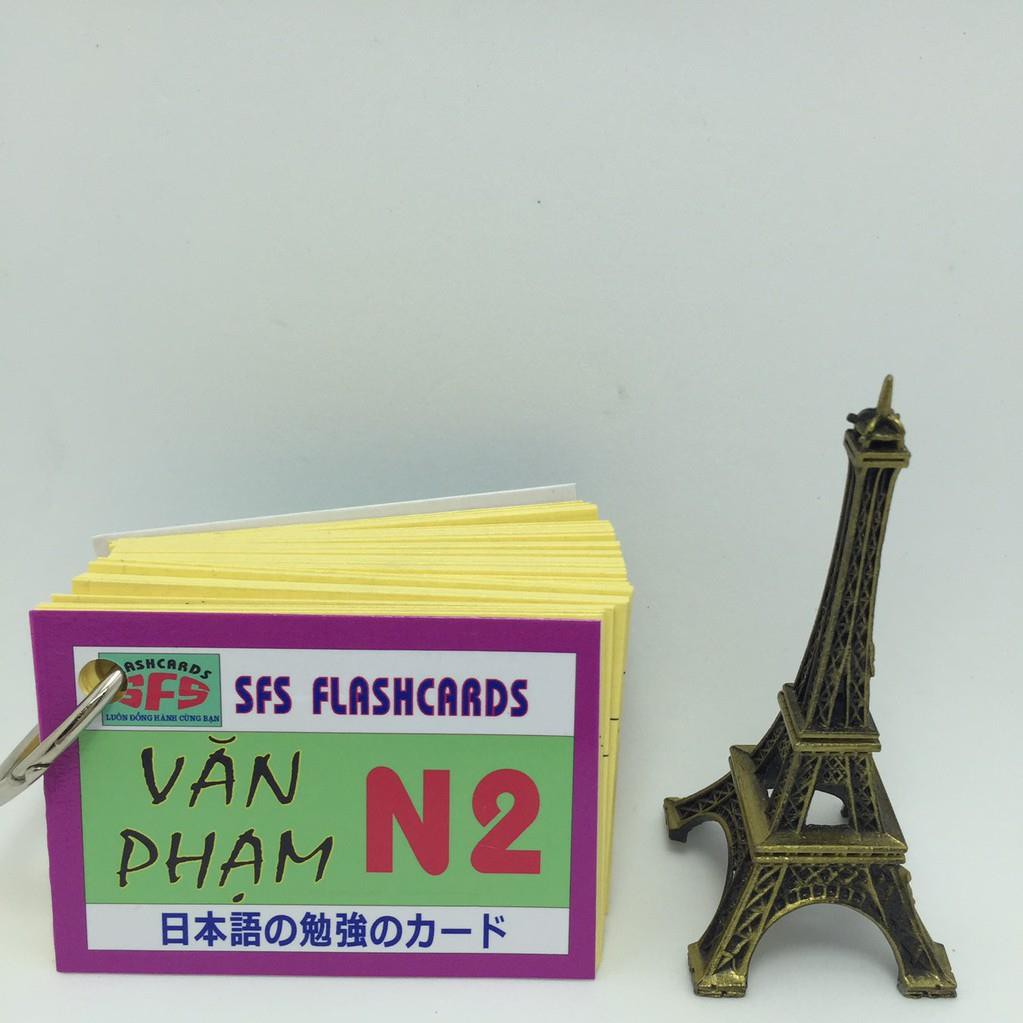 ASHCARDS
SFS
LUÔN ĐỒNG HÀNH CÙNG BẠN
SFS FLASHCARDS
VĂN
PHẠM
N2
日本語の勉強のカード